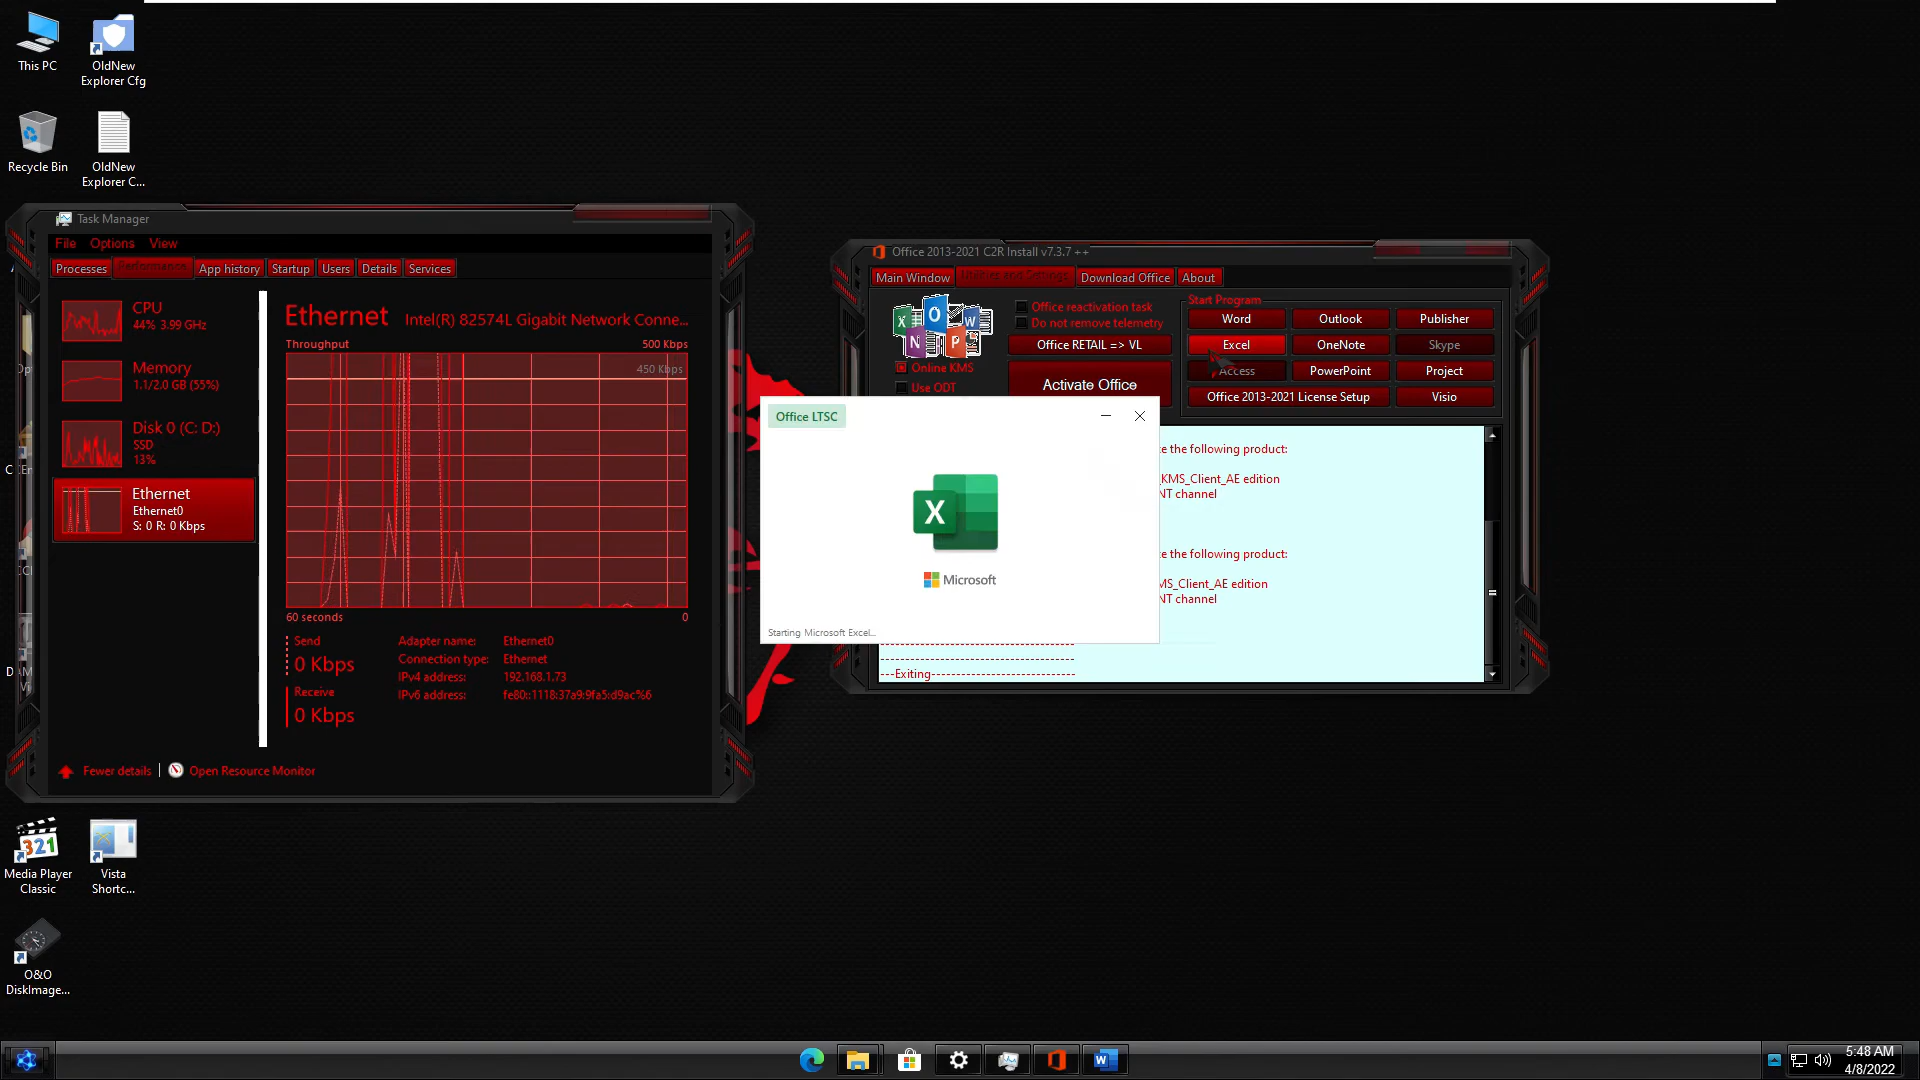 This PC
OldNew
Explorer Cfg
Recycle Bin
OldNew
Explorer C...
Task Manager
File Options View
Processes Performance App history Startup Users Details Services
CPU
44% 3.99 GHz
Memory
1.1/2.0 GB (55%)
Disk 0 (C: D:)
SSD
13%
Ethernet
Ethernet0
S: 0 R: 0 Kbps
Ethernet Intel(R) 82574L Gigabit Network Conne...
Throughput 500 Kbps
450 Kbps
60 seconds 0
Send
0 Kbps
Receive
0 Kbps
Adapter name: Ethernet0
Connection type: Ethernet
IPv4 address: 192.168.1.73
IPv6 address: fe80::1118:37a9:9fa5:d9ac%6
Fewer details Open Resource Monitor
Office 2013-2021 C2R Install v7.3.7 ++
Main Window Utilities and Settings Download Office About
Office reactivation task
Do not remove telemetry
Office RETAIL => VL
Online KMS
Use ODT
Activate Office
Start Program
Word Outlook Publisher
Excel OneNote Skype
Access PowerPoint Project
Office 2013-2021 License Setup Visio
e the following product:
KMS_Client_AE edition
NT channel
e the following product:
MS_Client_AE edition
NT channel
---------------------------------------
---------------------------------------
---Exiting-----------------------------
Office LTSC
X
Microsoft
Starting Microsoft Excel...
321
Media Player
Classic
Vista
Shortc...
O&O
DiskImage...
5:48 AM
4/8/2022